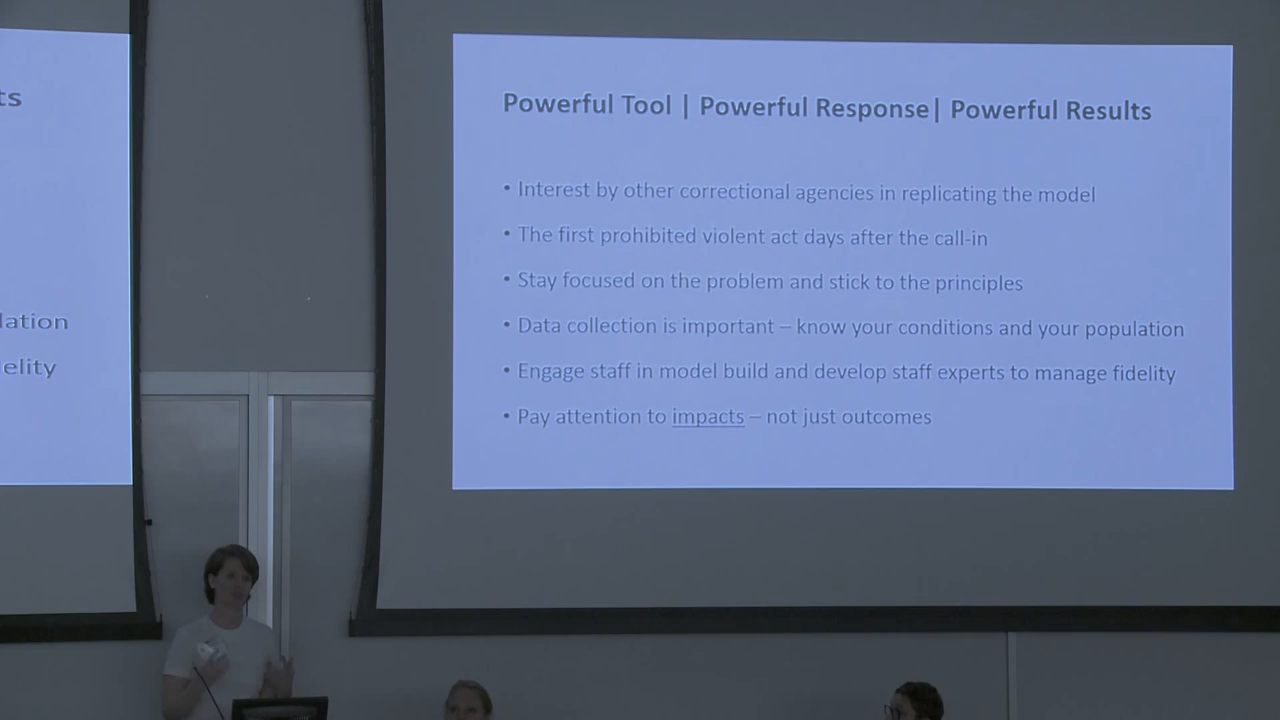 ts
lation
elity
Powerful Tool | Powerful Response| Powerful Results
• Interest by other correctional agencies in replicating the model
• The first prohibited violent act days after the call-in
• Stay focused on the problem and stick to the principles
• Data collection is important – know your conditions and your population
• Engage staff in model build and develop staff experts to manage fidelity
• Pay attention to impacts – not just outcomes